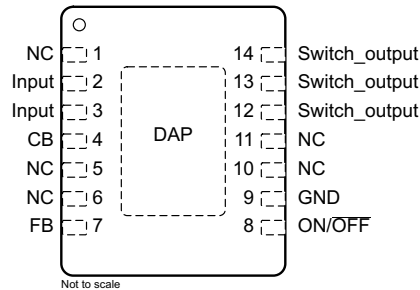 NC 1 14 Switch_output
Input 2 13 Switch_output
Input 3 12 Switch_output
CB 4 DAP 11 NC
NC 5 10 NC
NC 6 9 GND
FB 7 8 ON/OFF
Not to scale